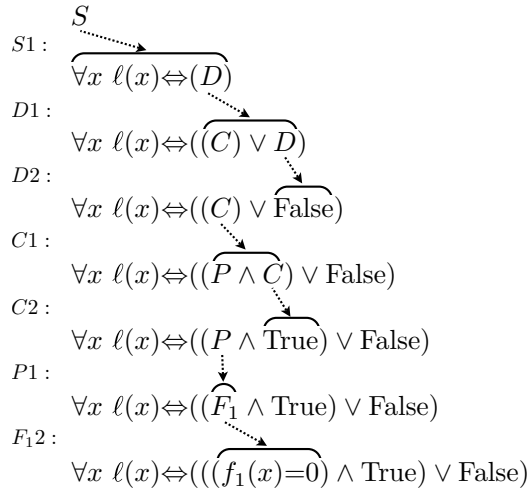 S
S1 :
∀x ℓ(x)⇔(D)
D1 :
∀x ℓ(x)⇔((C) ∨ D)
D2 :
∀x ℓ(x)⇔((C) ∨ False)
C1 :
∀x ℓ(x)⇔((P ∧ C) ∨ False)
C2 :
∀x ℓ(x)⇔((P ∧ True) ∨ False)
P1 :
∀x ℓ(x)⇔((F₁ ∧ True) ∨ False)
F₁2 :
∀x ℓ(x)⇔(((f₁(x)=0) ∧ True) ∨ False)